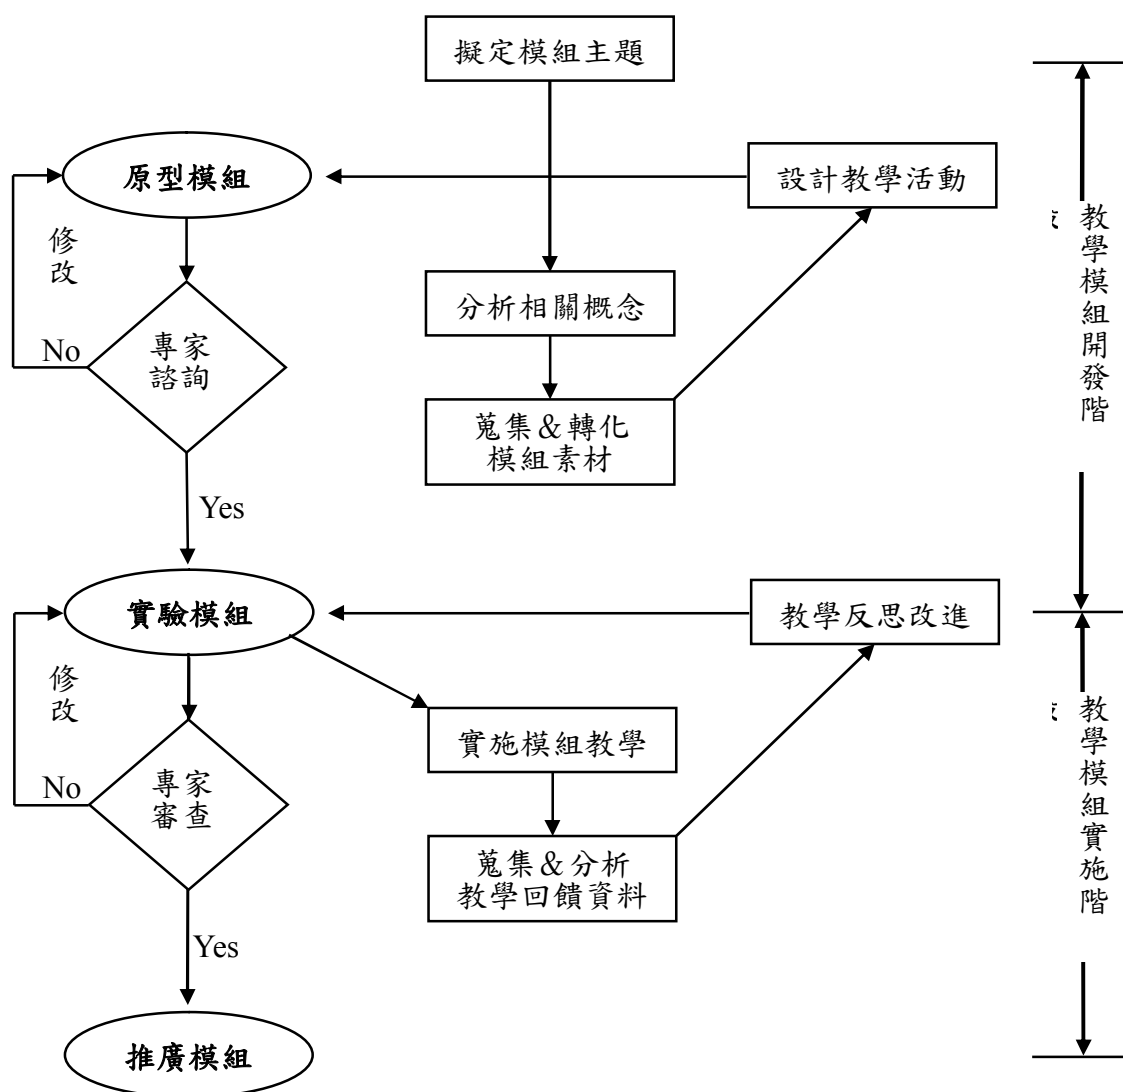 擬定模組主題
原型模組
設計教學活動
修改
分析相關概念
No
專家
諮詢
蒐集&轉化
模組素材
Yes
教學模組開發階
實驗模組
教學反思改進
修改
實施模組教學
No
專家
審查
蒐集&分析
教學回饋資料
Yes
教學模組實施階
推廣模組